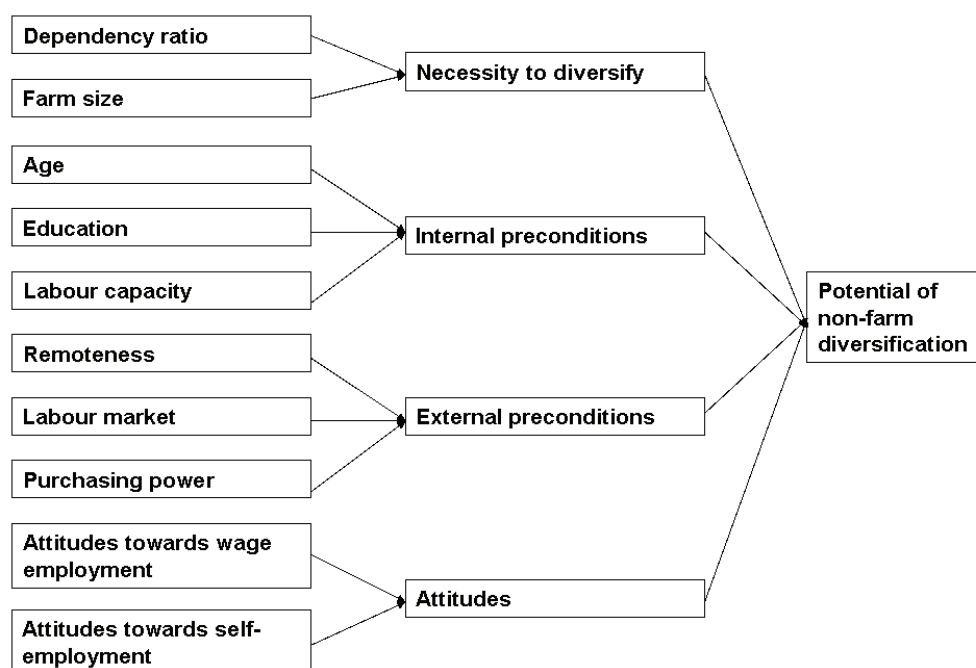 Dependency ratio
Farm size
Age
Education
Labour capacity
Remoteness
Labour market
Purchasing power
Attitudes towards wage
employment
Attitudes towards self-
employment
Necessity to diversify
Internal preconditions
External preconditions
Attitudes
Potential of
non-farm
diversification